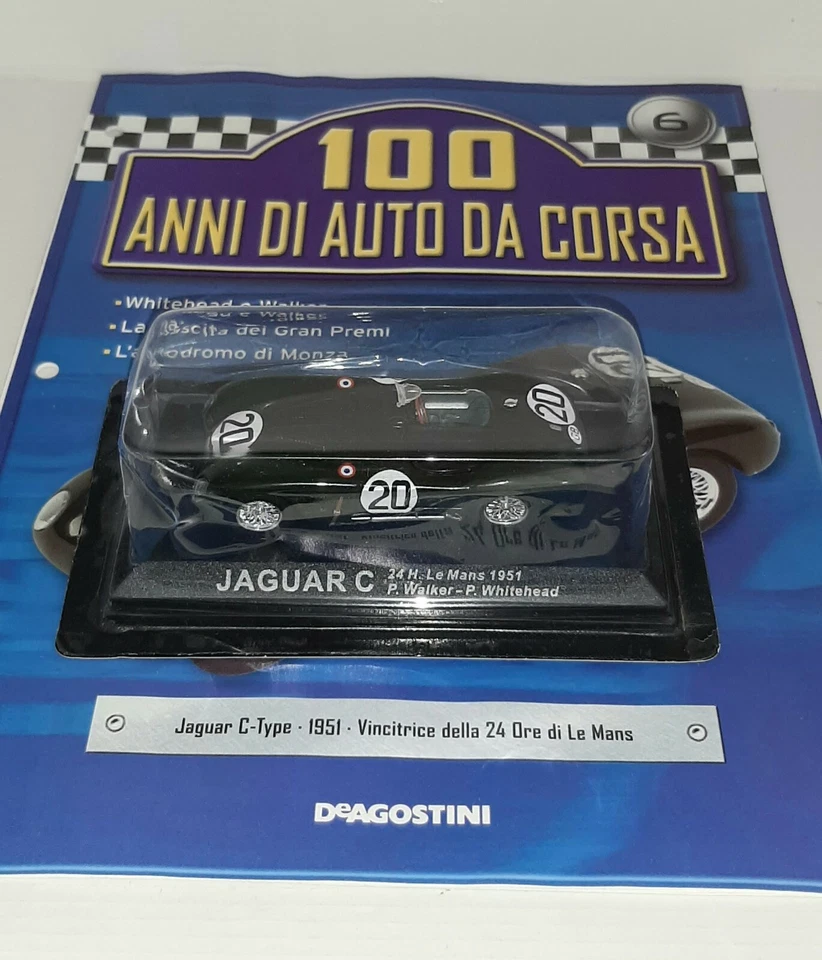 6
100
ANNI DI AUTO DA CORSA
▪Whitehead e Walker
▪La nascita dei Gran Premi
▪L'autodromo di Monza
20
20
20
JAGUAR C
24 H. Le Mans 1951
P. Walker – P. Whitehead
Jaguar C-Type · 1951 · Vincitrice della 24 Ore di Le Mans
DeAGOSTINI